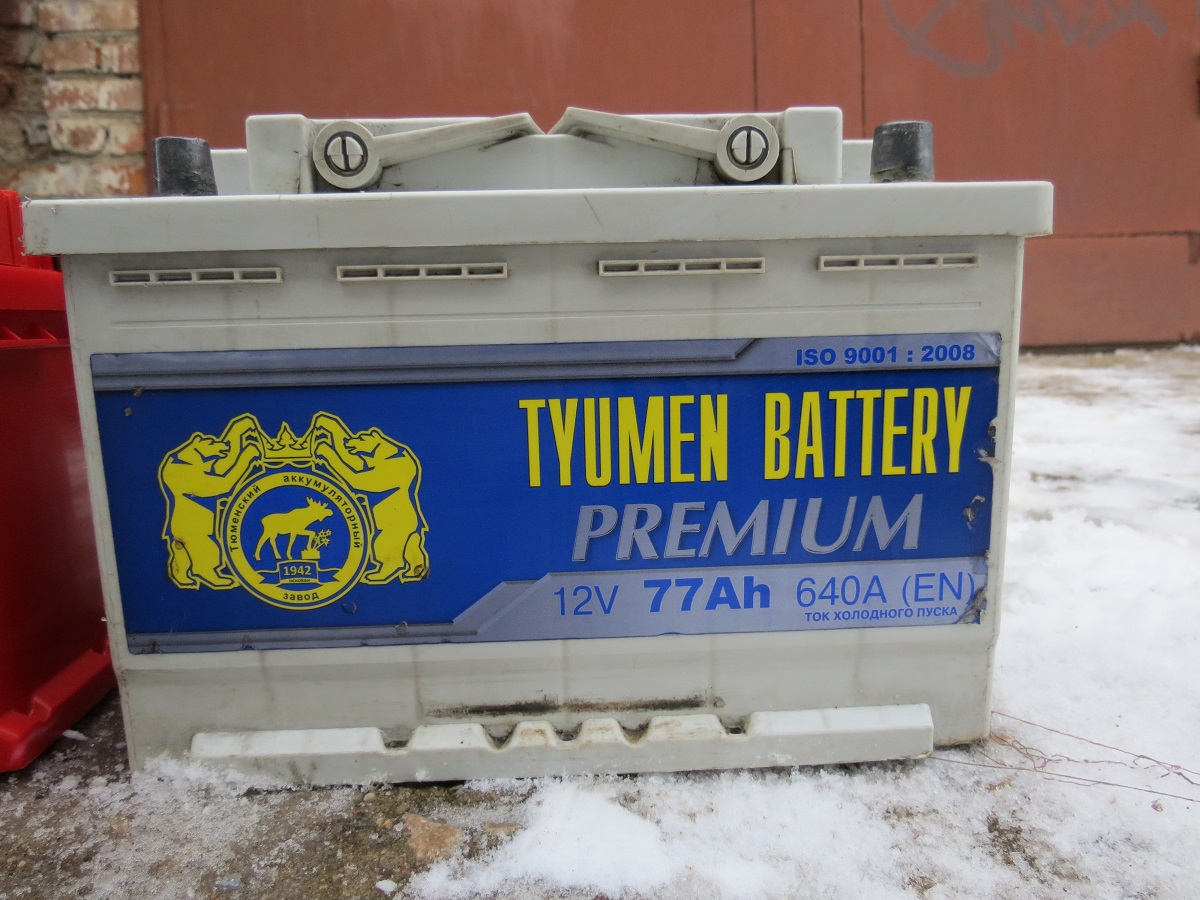 ISO 9001 : 2008
TYUMEN BATTERY
PREMIUM
12V 77Ah 640A (EN)
ТОК ХОЛОДНОГО ПУСКА
Тюменский аккумуляторный
1942
завод